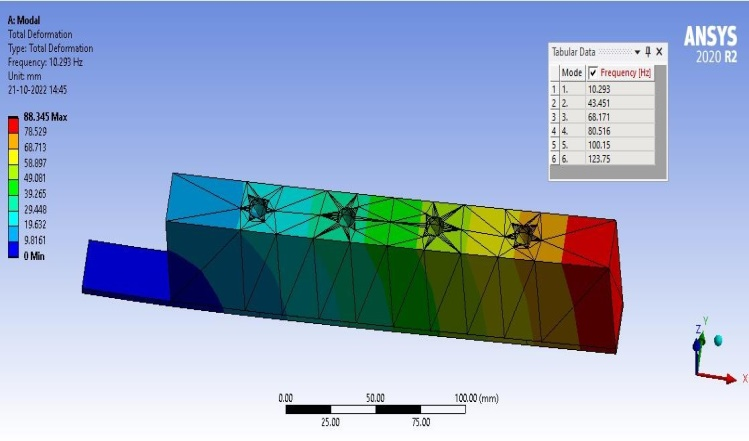 A: Modal
Total Deformation
Type: Total Deformation
Frequency: 10.293 Hz
Unit: mm
21-10-2022 14:45
88.345 Max
78.529
68.713
58.897
49.081
39.265
29.448
19.632
9.8161
0 Min
ANSYS
2020 R2
Tabular Data
Mode Frequency [Hz]
1 1. 10.293
2 2. 43.451
3 3. 68.171
4 4. 80.516
5 5. 100.15
6 6. 123.75
0.00 50.00 100.00 (mm)
25.00 75.00
Y
Z
X